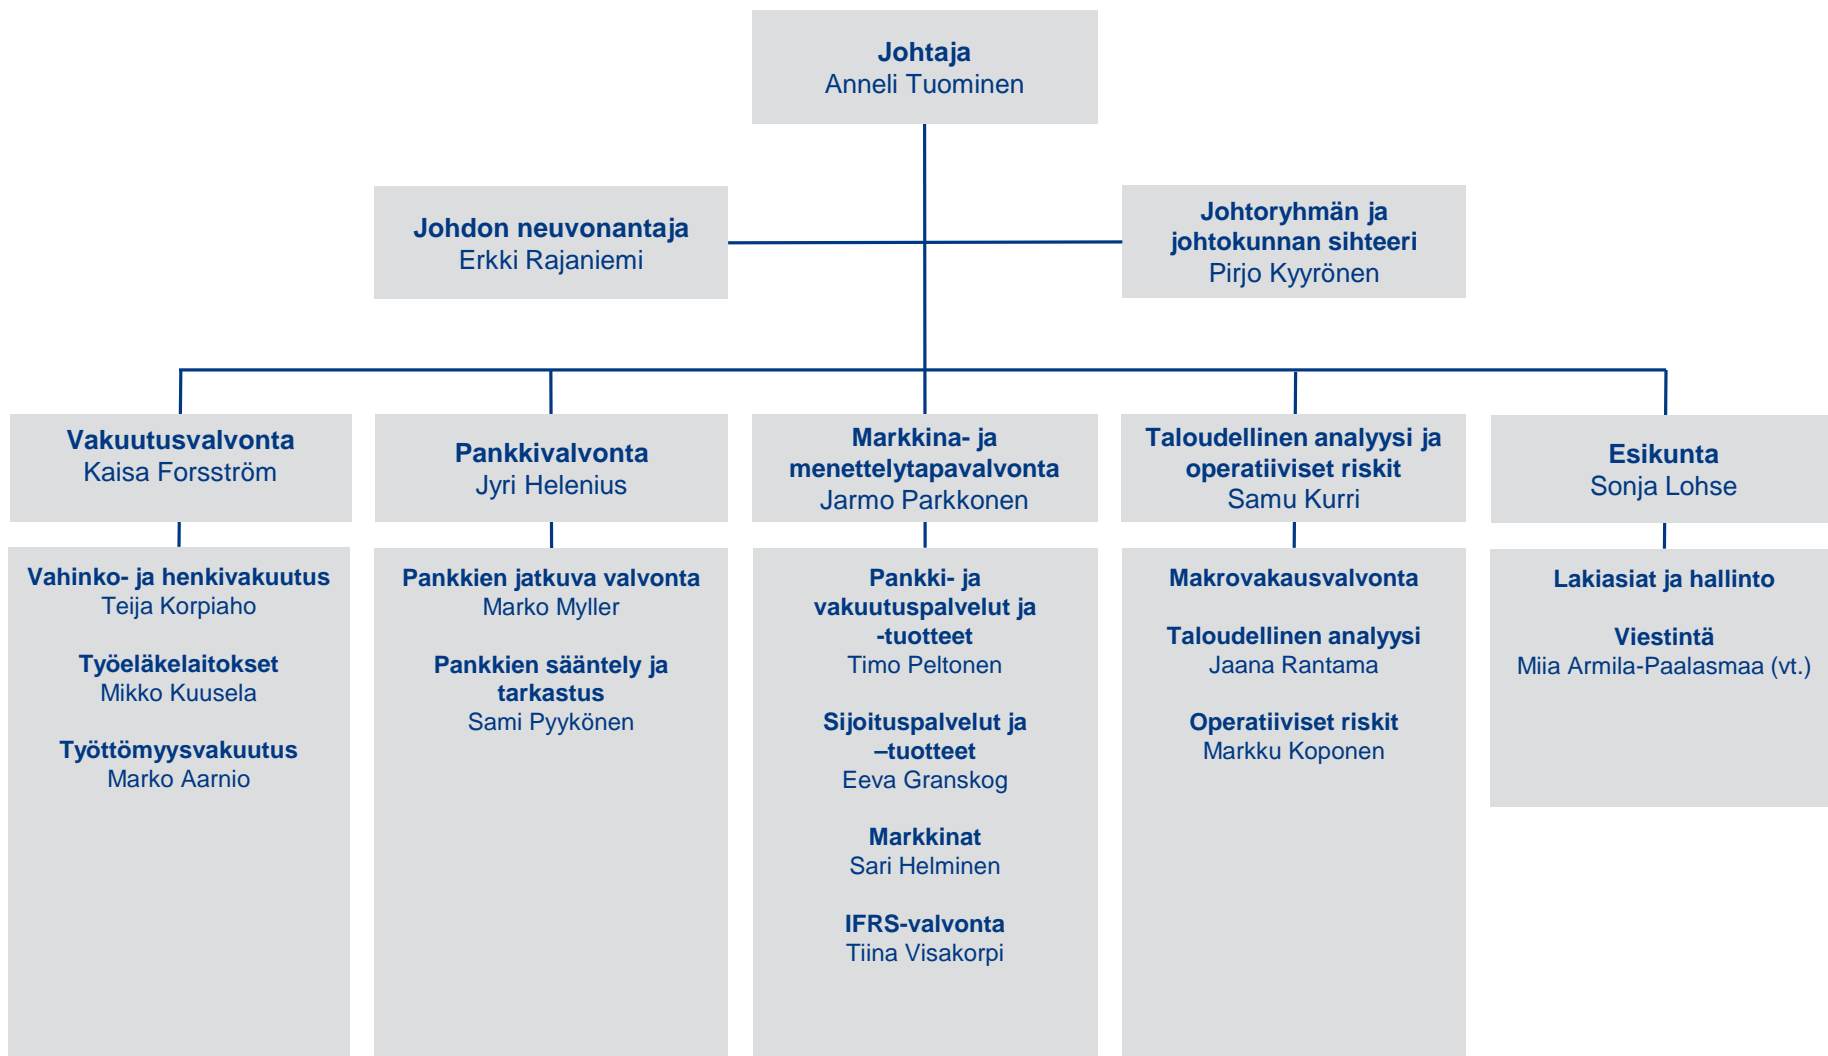 Johtaja
Anneli Tuominen
Johdon neuvonantaja
Erkki Rajaniemi
Johtoryhmän ja
johtokunnan sihteeri
Pirjo Kyyrönen
Vakuutusvalvonta
Kaisa Forsström
Pankkivalvonta
Jyri Helenius
Markkina- ja
menettelytapavalvonta
Jarmo Parkkonen
Taloudellinen analyysi ja
operatiiviset riskit
Samu Kurri
Esikunta
Sonja Lohse
Vahinko- ja henkivakuutus
Teija Korpiaho
Työeläkelaitokset
Mikko Kuusela
Työttömyysvakuutus
Marko Aarnio
Pankkien jatkuva valvonta
Marko Myller
Pankkien sääntely ja
tarkastus
Sami Pyykönen
Pankki- ja
vakuutuspalvelut ja
-tuotteet
Timo Peltonen
Sijoituspalvelut ja
–tuotteet
Eeva Granskog
Markkinat
Sari Helminen
IFRS-valvonta
Tiina Visakorpi
Makrovakausvalvonta
Taloudellinen analyysi
Jaana Rantama
Operatiiviset riskit
Markku Koponen
Lakiasiat ja hallinto
Viestintä
Miia Armila-Paalasmaa (vt.)